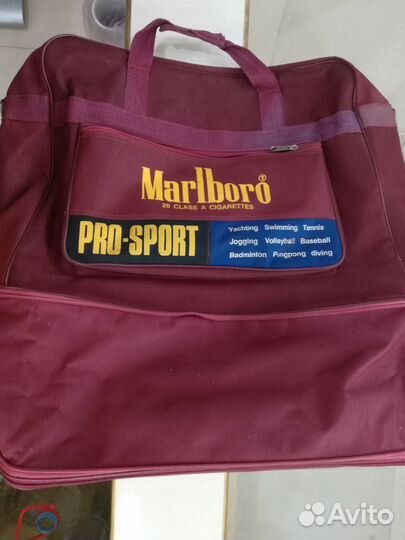 Marlboro
20 CLASS A CIGARETTES
PRO-SPORT
Yachting Swimming Tennis
Jogging Volleyball Baseball
Badminton Pingpong diving
Avito